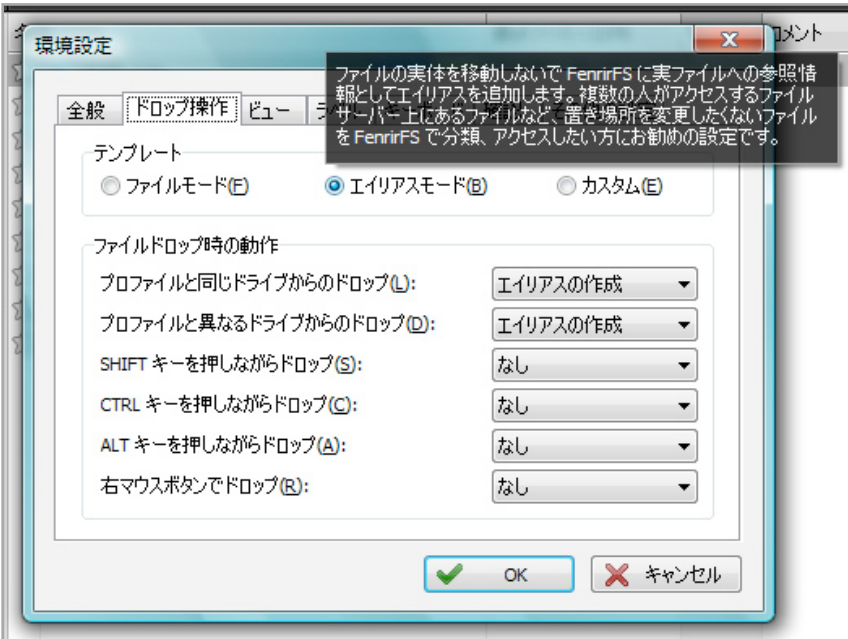 環境設定
コメント
ファイルの実体を移動しないで FenrirFS に実ファイルへの参照情
報としてエイリアスを追加します。複数の人がアクセスするファイル
サーバー上にあるファイルなど、置き場所を変更したくないファイル
を FenrirFS で分類、アクセスしたい方にお勧めの設定です。
全般 ドロップ操作 ビュー
テンプレート
ファイルモード(F) エイリアスモード(B) カスタム(E)
ファイルドロップ時の動作
プロファイルと同じドライブからのドロップ(L): エイリアスの作成
プロファイルと異なるドライブからのドロップ(D): エイリアスの作成
SHIFT キーを押しながらドロップ(S): なし
CTRL キーを押しながらドロップ(C): なし
ALT キーを押しながらドロップ(A): なし
右マウスボタンでドロップ(R): なし
OK キャンセル